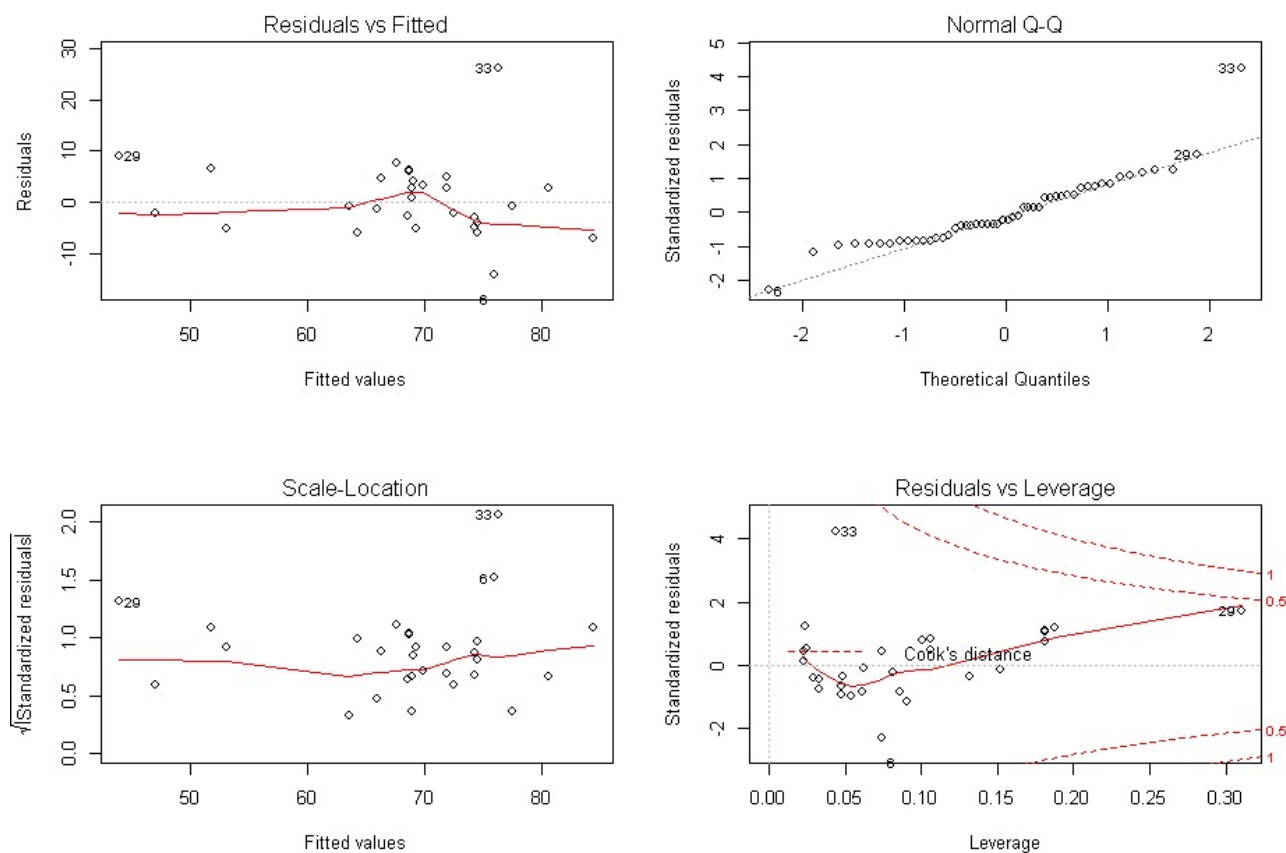 Residuals vs Fitted
30
20
10
0
-10
Residuals
33
29
6
50 60 70 80
Fitted values
Normal Q-Q
5
4
3
2
1
0
-1
-2
Standardized residuals
33
29
6
-2 -1 0 1 2
Theoretical Quantiles
Scale-Location
2.0
1.5
1.0
0.5
0.0
√|Standardized residuals|
33
6
29
50 60 70 80
Fitted values
Residuals vs Leverage
4
2
0
-2
Standardized residuals
33
29
6
Cook's distance
1
0.5
0.5
1
0.00 0.05 0.10 0.15 0.20 0.25 0.30
Leverage